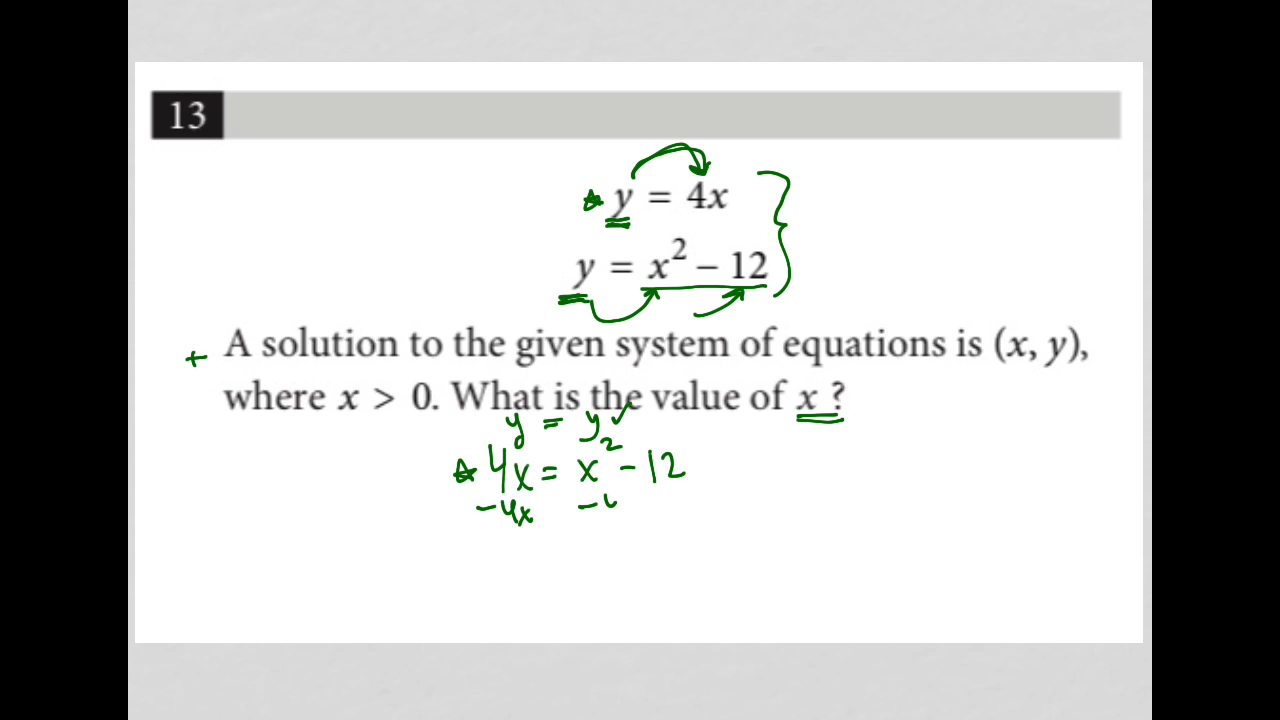 13
y = 4x
y = x² − 12
+ A solution to the given system of equations is (x, y),
where x > 0. What is the value of x ?
y = y ✓
4x = x² − 12
−4x −4